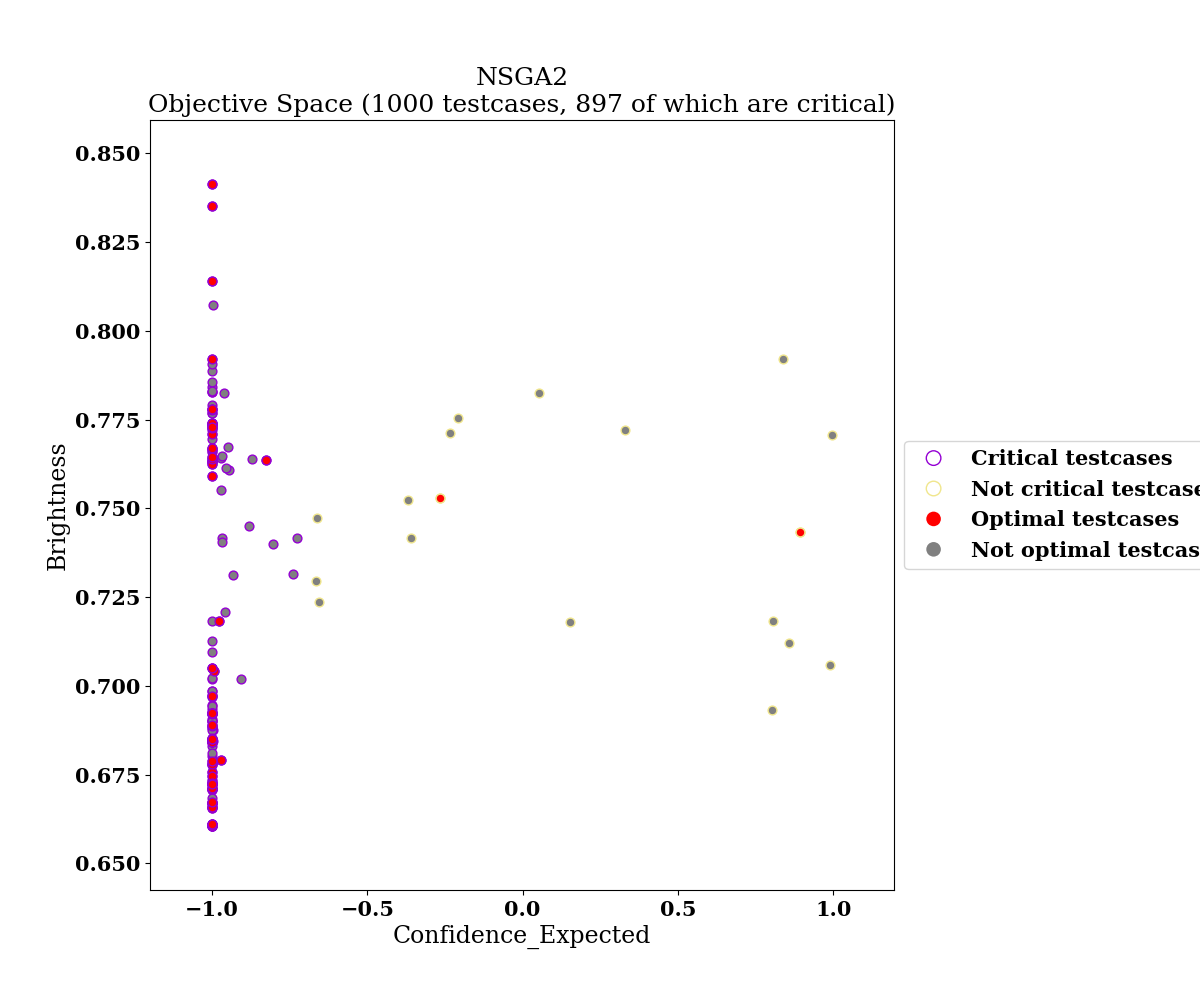 NSGA2
Objective Space (1000 testcases, 897 of which are critical)
0.850
0.825
0.800
0.775
0.750
0.725
0.700
0.675
0.650
Brightness
−1.0
−0.5
0.0
0.5
1.0
Confidence_Expected
Critical testcases
Not critical testcase
Optimal testcases
Not optimal testcas